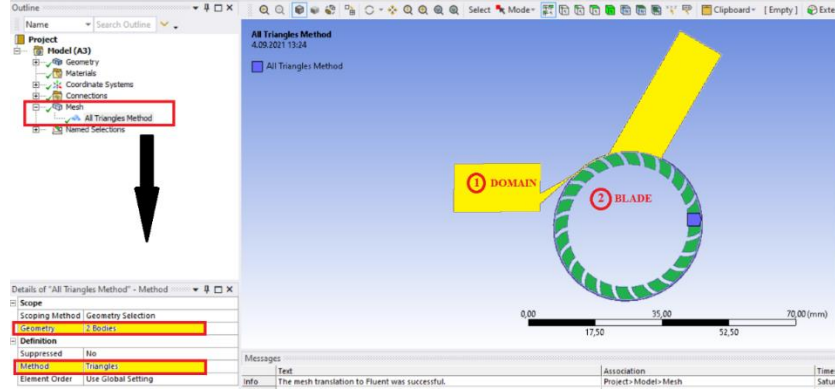 Outline
Name
Search Outline
Project
Model (A3)
Geometry
Materials
Coordinate Systems
Connections
Mesh
All Triangles Method
Named Selections
Details of "All Triangles Method" - Method
Scope
Scoping Method Geometry Selection
Geometry 2 Bodies
Definition
Suppressed No
Method Triangles
Element Order Use Global Setting
Select Mode Clipboard [Empty] Exte
All Triangles Method
4.09.2021 13:24
All Triangles Method
1 DOMAIN
2 BLADE
0,00 35,00 70,00 (mm)
17,50 52,50
Messages
Text Association Time
Info The mesh translation to Fluent was successful. Project>Model>Mesh Satur